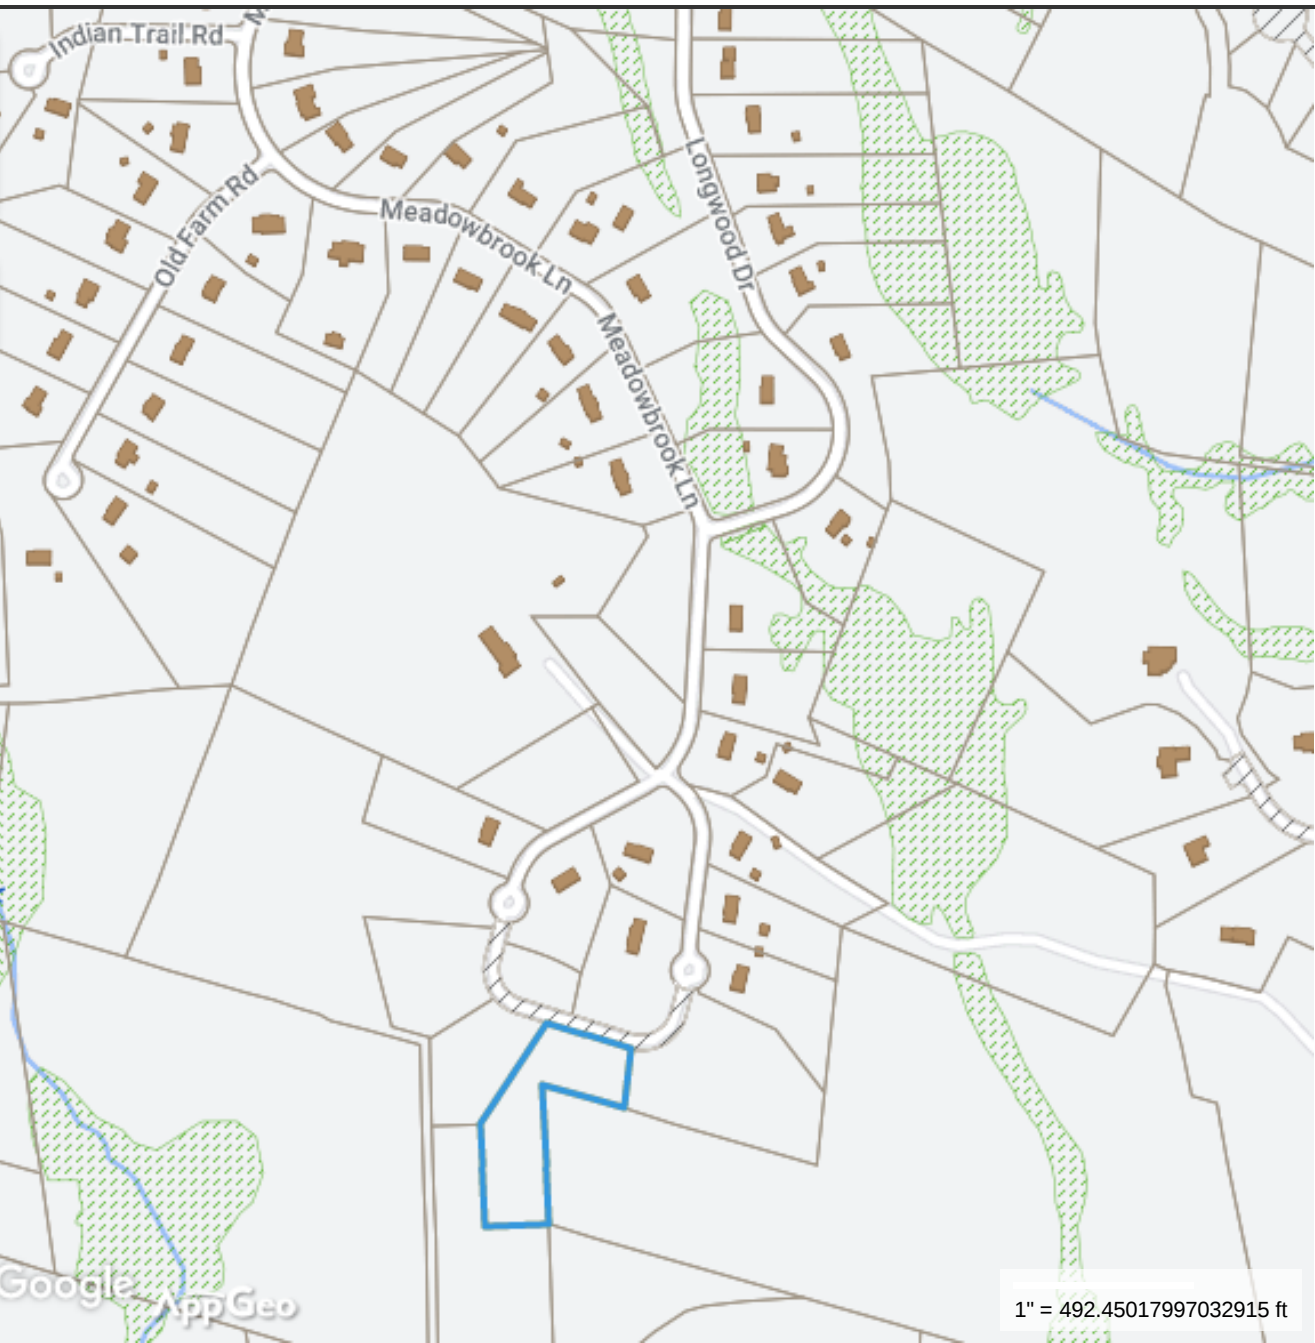 Indian Trail Rd
M
Old Farm Rd
Meadowbrook Ln
Longwood Dr
Meadowbrook Ln
Google
AppGeo
1" = 492.45017997032915 ft